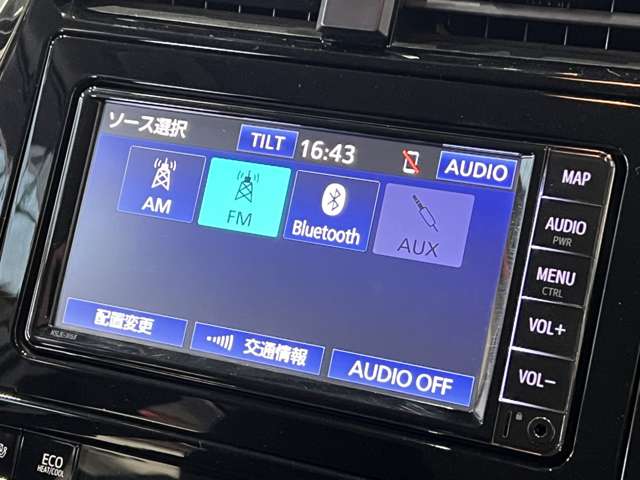 ソース選択
TILT
16:43
AUDIO
AM
FM
Bluetooth
AUX
配置変更
交通情報
AUDIO OFF
MAP
AUDIO
PWR
MENU
CTRL
VOL+
VOL−
ECO
HEAT/COOL